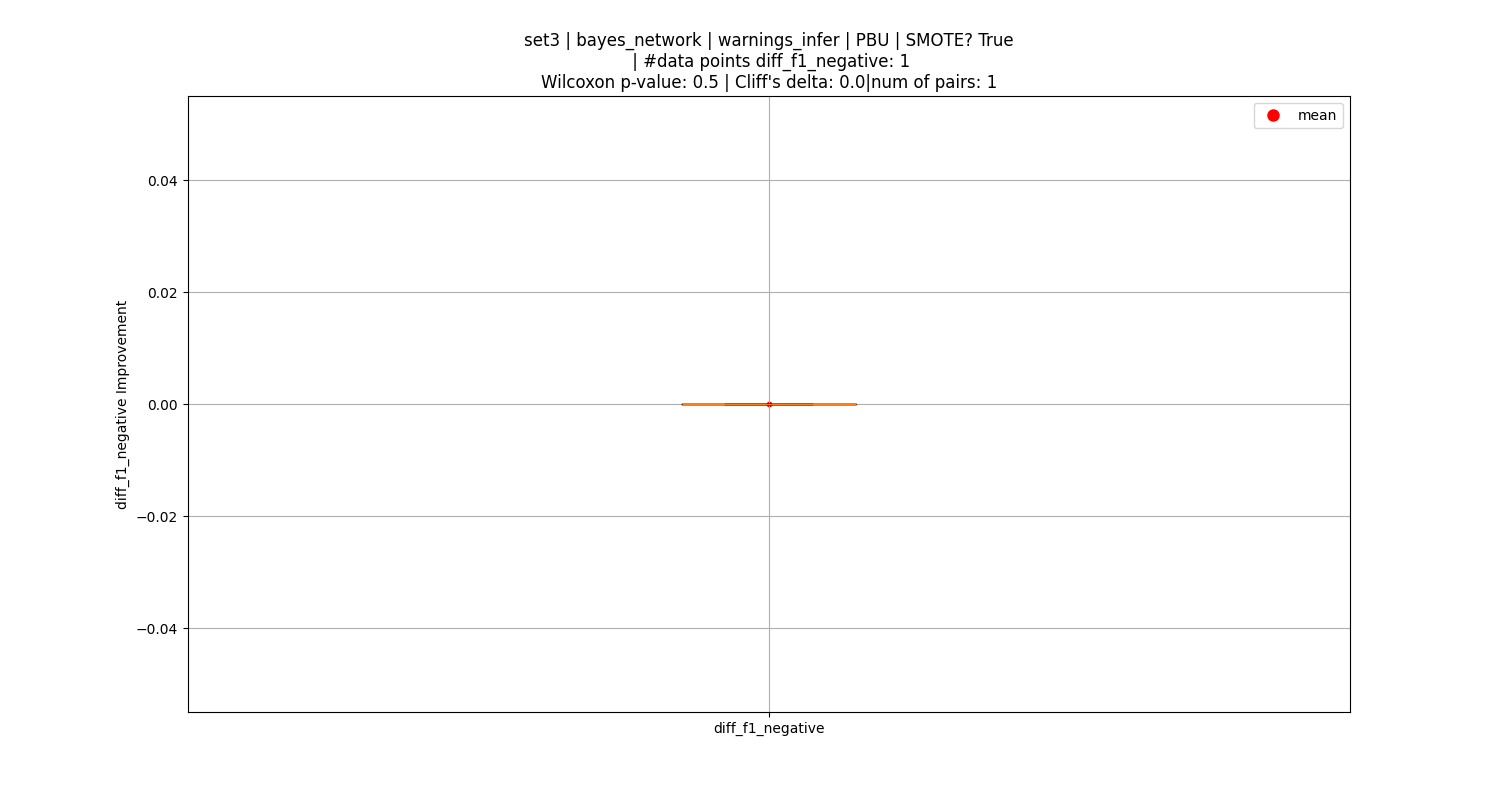 set3 | bayes_network | warnings_infer | PBU | SMOTE? True
| #data points diff_f1_negative: 1
Wilcoxon p-value: 0.5 | Cliff's delta: 0.0|num of pairs: 1
mean
0.04
0.02
0.00
−0.02
−0.04
diff_f1_negative Improvement
diff_f1_negative